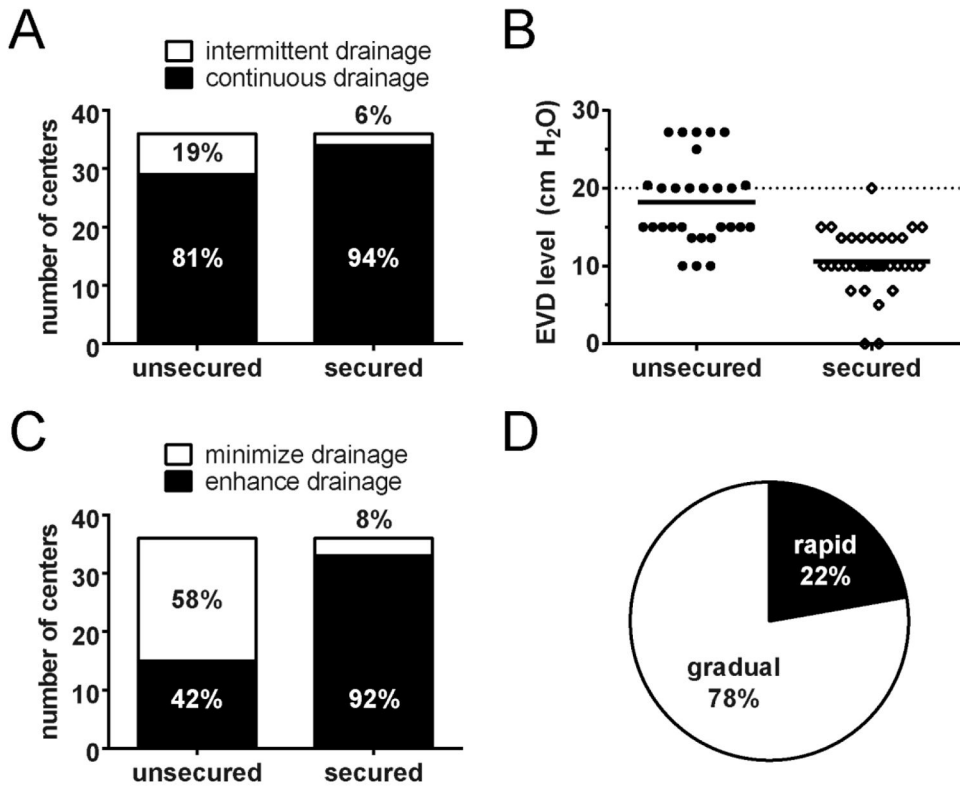 A
intermittent drainage
continuous drainage
number of centers
40
30
20
10
0
6%
19%
81%
94%
unsecured
secured
B
EVD level (cm H₂O)
30
20
10
0
unsecured
secured
C
minimize drainage
enhance drainage
number of centers
40
30
20
10
0
8%
58%
42%
92%
unsecured
secured
D
rapid
22%
gradual
78%